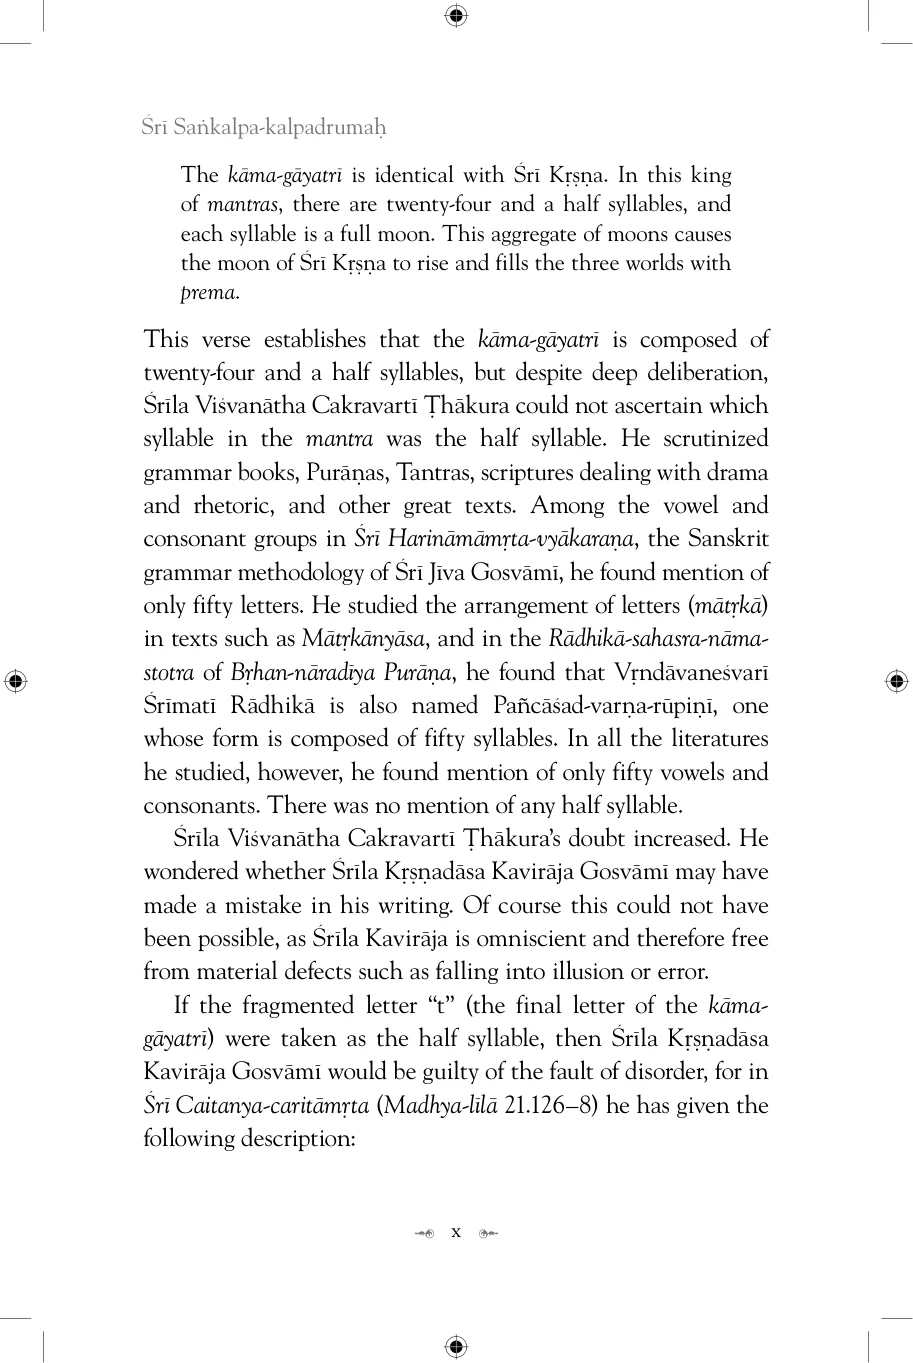 Śrī Saṅkalpa-kalpadrumaḥ
The kāma-gāyatrī is identical with Śrī Kṛṣṇa. In this king
of mantras, there are twenty-four and a half syllables, and
each syllable is a full moon. This aggregate of moons causes
the moon of Śrī Kṛṣṇa to rise and fills the three worlds with
prema.
This verse establishes that the kāma-gāyatrī is composed of
twenty-four and a half syllables, but despite deep deliberation,
Śrīla Viśvanātha Cakravartī Ṭhākura could not ascertain which
syllable in the mantra was the half syllable. He scrutinized
grammar books, Purāṇas, Tantras, scriptures dealing with drama
and rhetoric, and other great texts. Among the vowel and
consonant groups in Śrī Harināmāmṛta-vyākaraṇa, the Sanskrit
grammar methodology of Śrī Jīva Gosvāmī, he found mention of
only fifty letters. He studied the arrangement of letters (mātṛkā)
in texts such as Mātṛkānyāsa, and in the Rādhikā-sahasra-nāma-
stotra of Bṛhan-nāradīya Purāṇa, he found that Vṛndāvaneśvarī
Śrīmatī Rādhikā is also named Pañcāśad-varṇa-rūpiṇī, one
whose form is composed of fifty syllables. In all the literatures
he studied, however, he found mention of only fifty vowels and
consonants. There was no mention of any half syllable.
Śrīla Viśvanātha Cakravartī Ṭhākura’s doubt increased. He
wondered whether Śrīla Kṛṣṇadāsa Kavirāja Gosvāmī may have
made a mistake in his writing. Of course this could not have
been possible, as Śrīla Kavirāja is omniscient and therefore free
from material defects such as falling into illusion or error.
If the fragmented letter “t” (the final letter of the kāma-
gāyatrī) were taken as the half syllable, then Śrīla Kṛṣṇadāsa
Kavirāja Gosvāmī would be guilty of the fault of disorder, for in
Śrī Caitanya-caritāmṛta (Madhya-līlā 21.126–8) he has given the
following description:
x